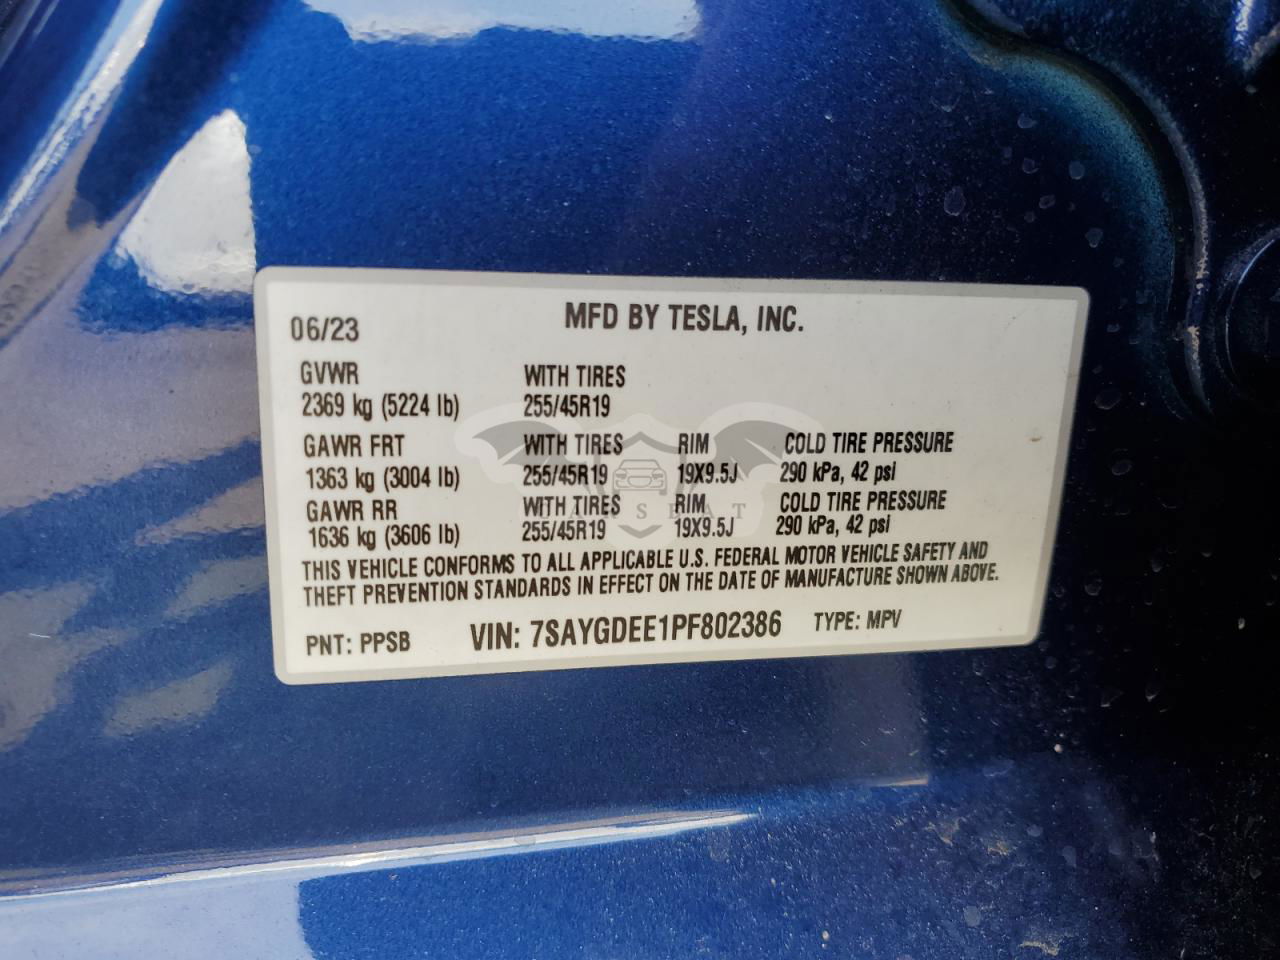 06/23 MFD BY TESLA, INC.
GVWR WITH TIRES
2369 kg (5224 lb) 255/45R19
GAWR FRT WITH TIRES RIM COLD TIRE PRESSURE
1363 kg (3004 lb) 255/45R19 19X9.5J 290 kPa, 42 psi
GAWR RR WITH TIRES RIM COLD TIRE PRESSURE
1636 kg (3606 lb) 255/45R19 19X9.5J 290 kPa, 42 psi
THIS VEHICLE CONFORMS TO ALL APPLICABLE U.S. FEDERAL MOTOR VEHICLE SAFETY AND
THEFT PREVENTION STANDARDS IN EFFECT ON THE DATE OF MANUFACTURE SHOWN ABOVE.
PNT: PPSB VIN: 7SAYGDEE1PF802386 TYPE: MPV